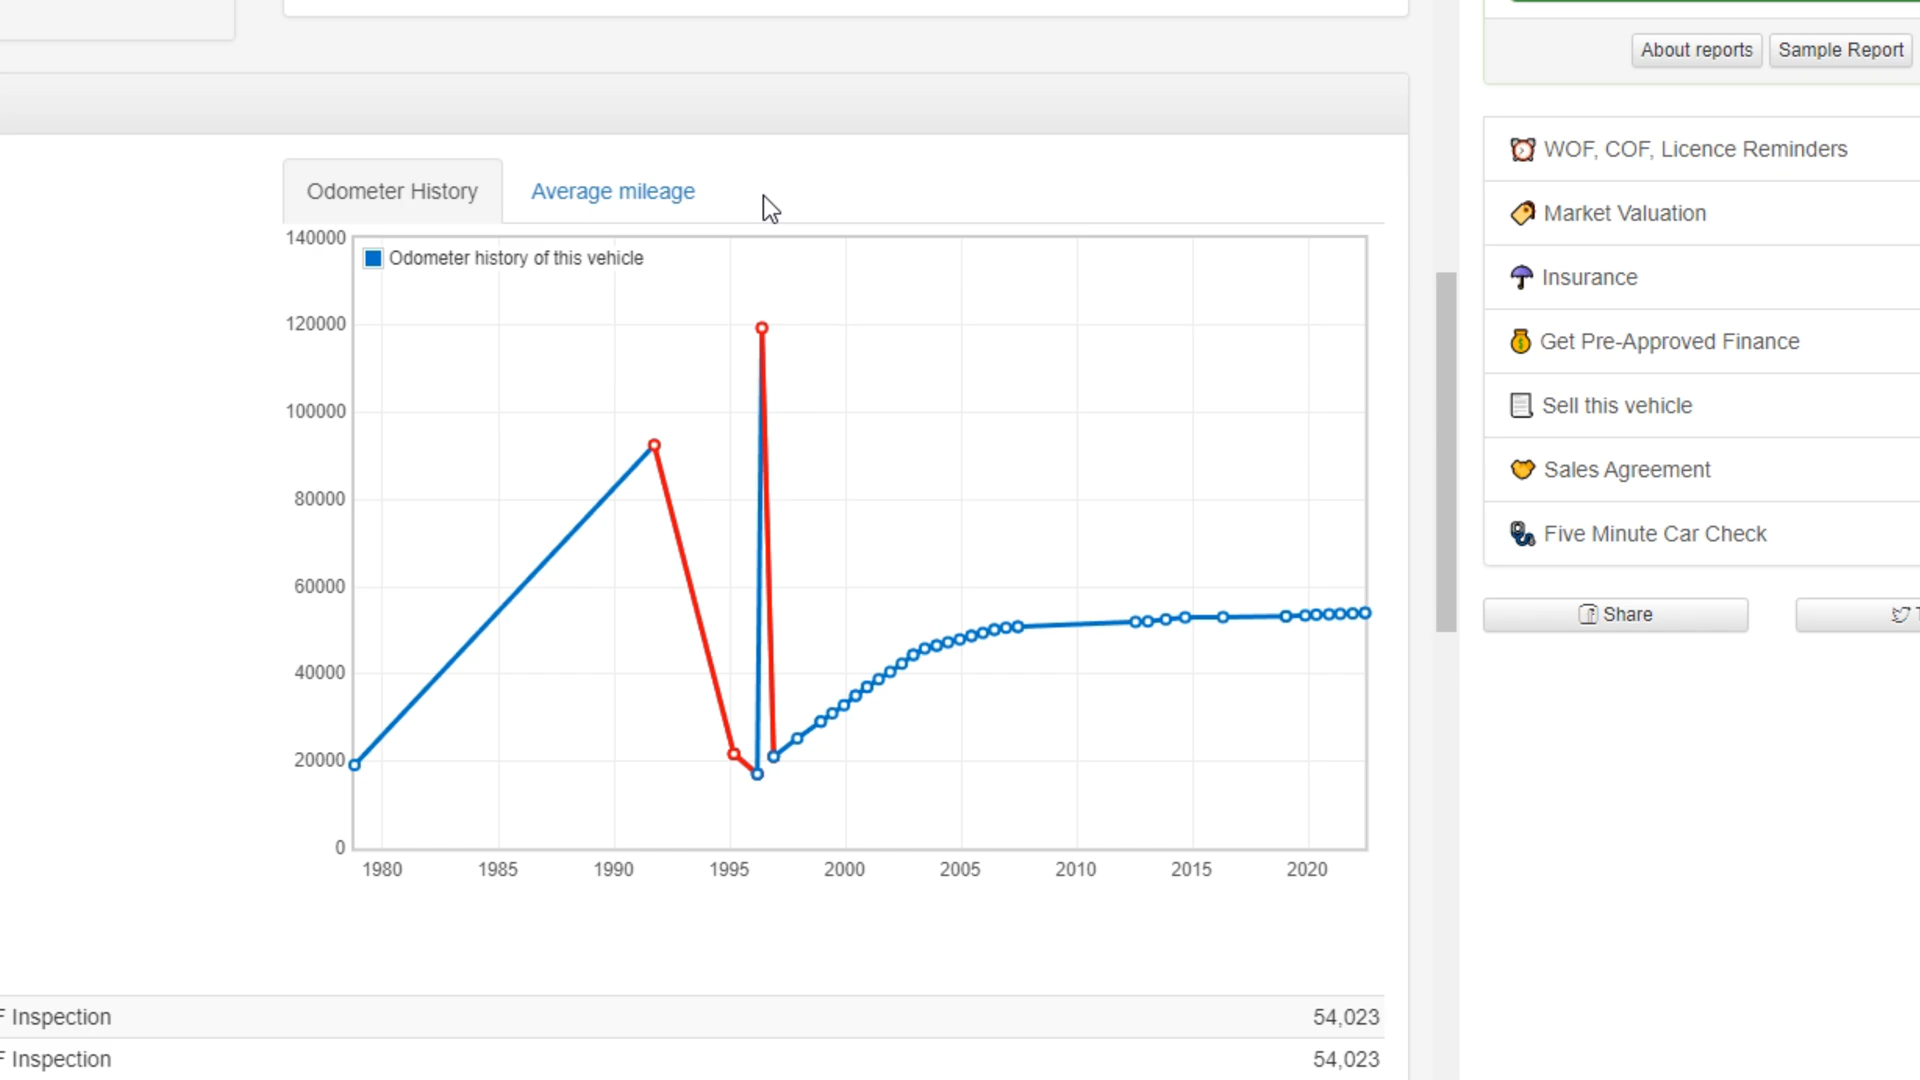 About reports
Sample Report
WOF, COF, Licence Reminders
Market Valuation
Insurance
Get Pre-Approved Finance
Sell this vehicle
Sales Agreement
Five Minute Car Check
Share
Odometer History
Average mileage
Odometer history of this vehicle
140000
120000
100000
80000
60000
40000
20000
0
1980 1985 1990 1995 2000 2005 2010 2015 2020
F Inspection 54,023
F Inspection 54,023